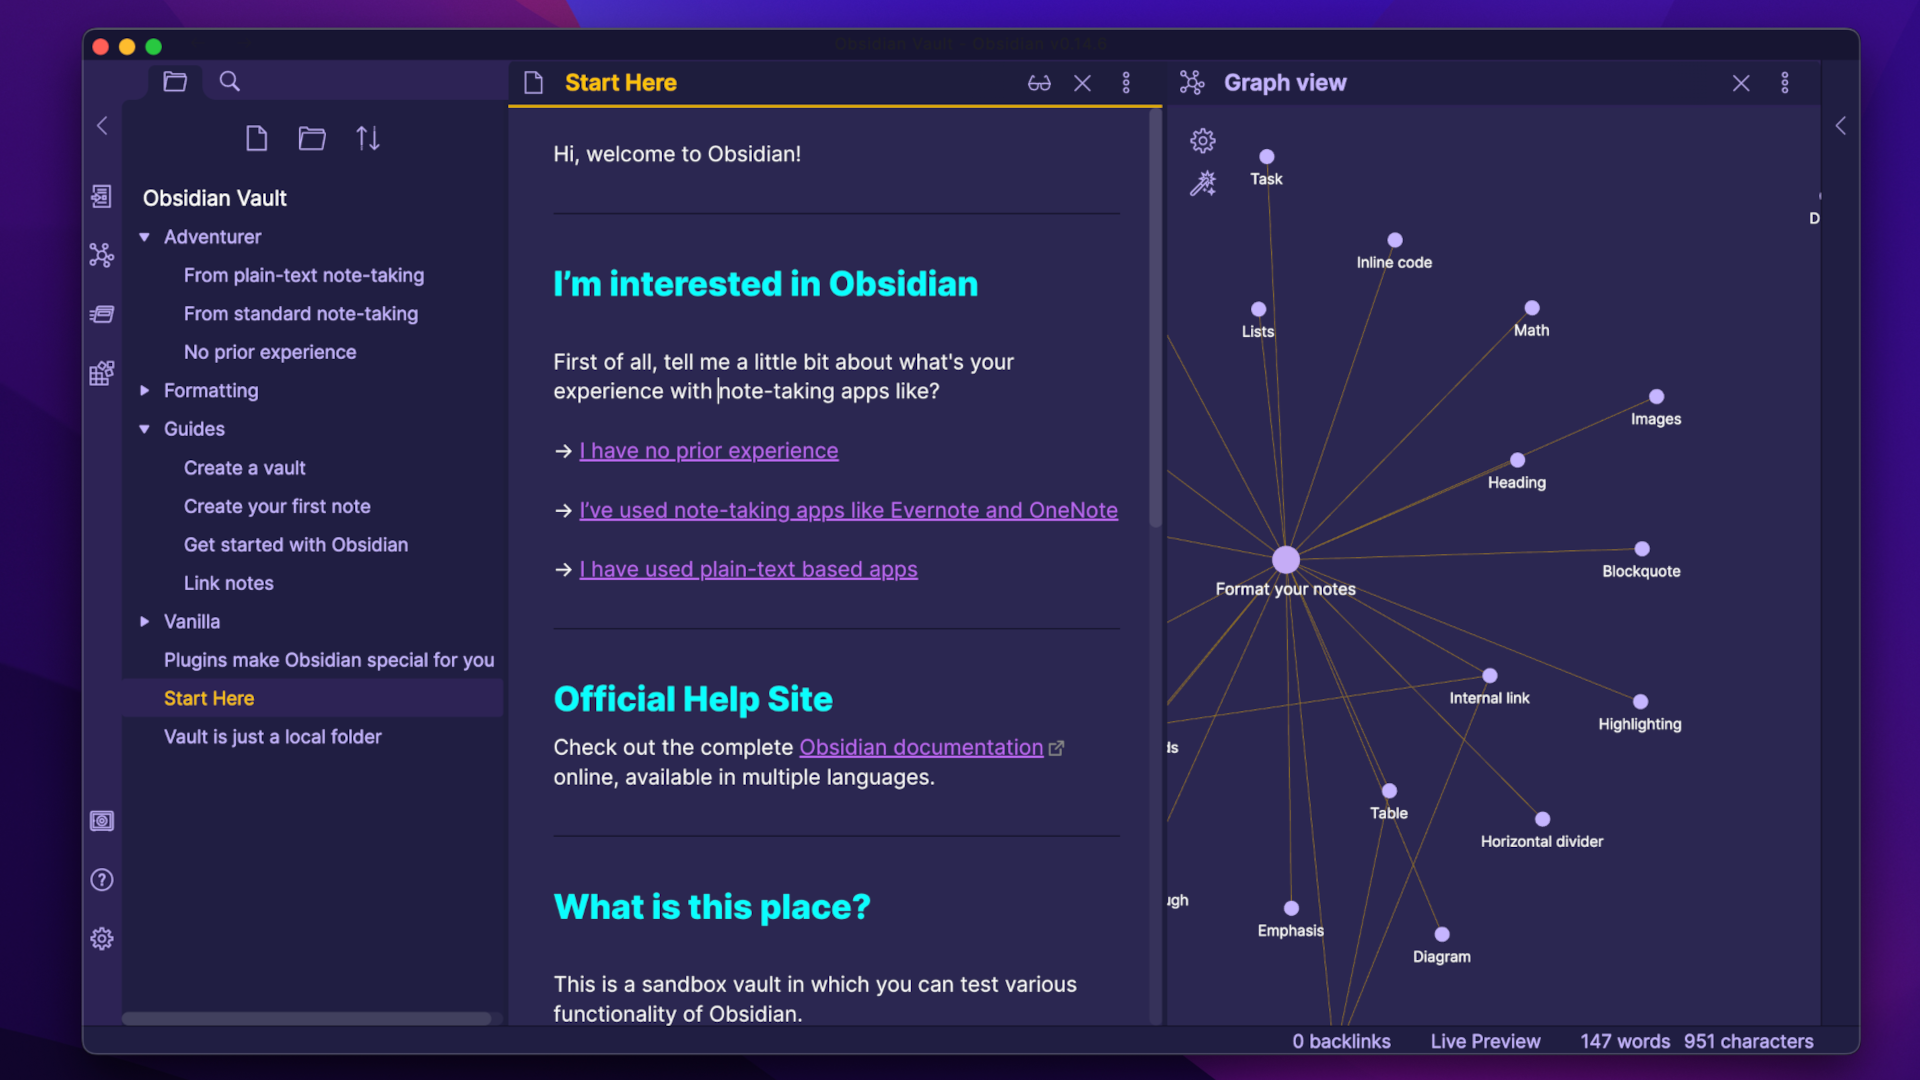 Obsidian Vault - Obsidian v0.14.6
Start Here
Graph view
Obsidian Vault
Adventurer
From plain-text note-taking
From standard note-taking
No prior experience
Formatting
Guides
Create a vault
Create your first note
Get started with Obsidian
Link notes
Vanilla
Plugins make Obsidian special for you
Start Here
Vault is just a local folder
Hi, welcome to Obsidian!
I’m interested in Obsidian
First of all, tell me a little bit about what's your
experience with note-taking apps like?
→ I have no prior experience
→ I’ve used note-taking apps like Evernote and OneNote
→ I have used plain-text based apps
Official Help Site
Check out the complete Obsidian documentation
online, available in multiple languages.
What is this place?
This is a sandbox vault in which you can test various
functionality of Obsidian.
Task
D
Inline code
Lists
Math
Images
Heading
Blockquote
Format your notes
Internal link
Highlighting
ds
Table
Horizontal divider
ugh
Emphasis
Diagram
0 backlinks
Live Preview
147 words
951 characters